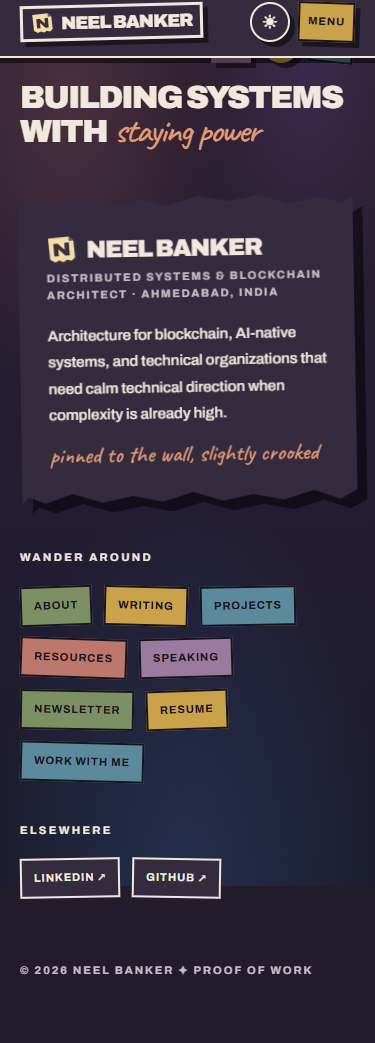 NEEL BANKER
MENU
BUILDING SYSTEMS
WITH staying power
NEEL BANKER
DISTRIBUTED SYSTEMS & BLOCKCHAIN
ARCHITECT · AHMEDABAD, INDIA
Architecture for blockchain, AI-native
systems, and technical organizations that
need calm technical direction when
complexity is already high.
pinned to the wall, slightly crooked
WANDER AROUND
ABOUT WRITING PROJECTS
RESOURCES SPEAKING
NEWSLETTER RESUME
WORK WITH ME
ELSEWHERE
LINKEDIN ↗ GITHUB ↗
© 2026 NEEL BANKER ✦ PROOF OF WORK